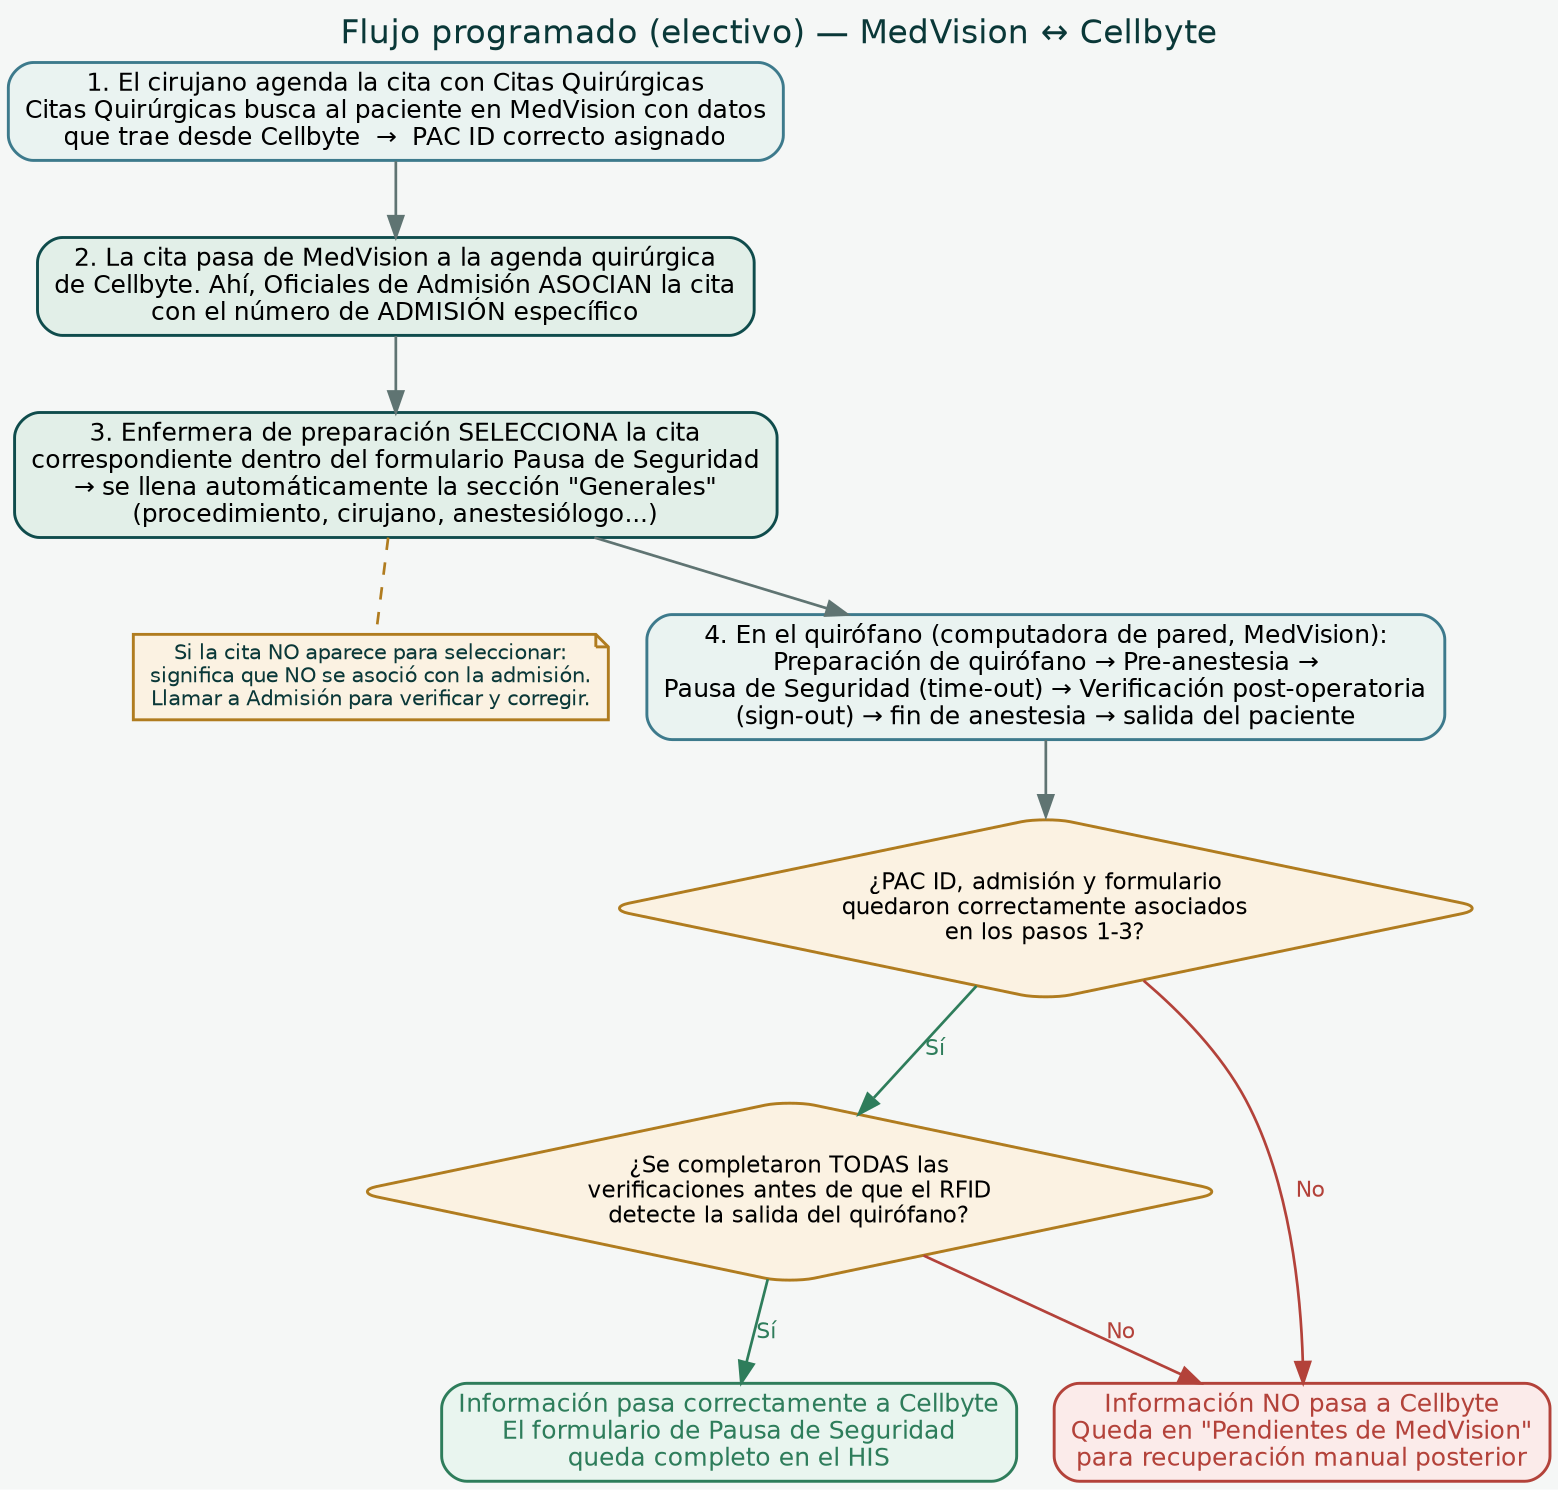 Flujo programado (electivo) — MedVision ↔ Cellbyte
1. El cirujano agenda la cita con Citas Quirúrgicas
Citas Quirúrgicas busca al paciente en MedVision con datos
que trae desde Cellbyte → PAC ID correcto asignado
2. La cita pasa de MedVision a la agenda quirúrgica
de Cellbyte. Ahí, Oficiales de Admisión ASOCIAN la cita
con el número de ADMISIÓN específico
3. Enfermera de preparación SELECCIONA la cita
correspondiente dentro del formulario Pausa de Seguridad
→ se llena automáticamente la sección "Generales"
(procedimiento, cirujano, anestesiólogo...)
Si la cita NO aparece para seleccionar:
significa que NO se asoció con la admisión.
Llamar a Admisión para verificar y corregir.
4. En el quirófano (computadora de pared, MedVision):
Preparación de quirófano → Pre-anestesia →
Pausa de Seguridad (time-out) → Verificación post-operatoria
(sign-out) → fin de anestesia → salida del paciente
¿PAC ID, admisión y formulario
quedaron correctamente asociados
en los pasos 1-3?
Sí
No
¿Se completaron TODAS las
verificaciones antes de que el RFID
detecte la salida del quirófano?
Sí
No
Información pasa correctamente a Cellbyte
El formulario de Pausa de Seguridad
queda completo en el HIS
Información NO pasa a Cellbyte
Queda en "Pendientes de MedVision"
para recuperación manual posterior